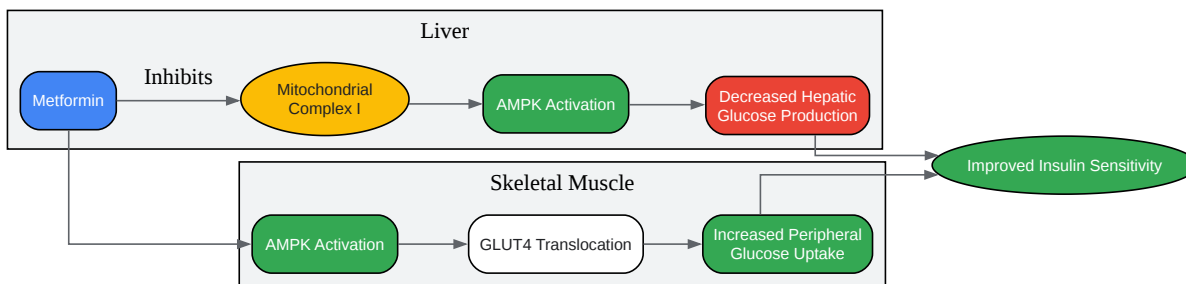 Liver
Metformin
Inhibits
Mitochondrial
Complex I
AMPK Activation
Decreased Hepatic
Glucose Production
Improved Insulin Sensitivity
Skeletal Muscle
AMPK Activation
GLUT4 Translocation
Increased Peripheral
Glucose Uptake